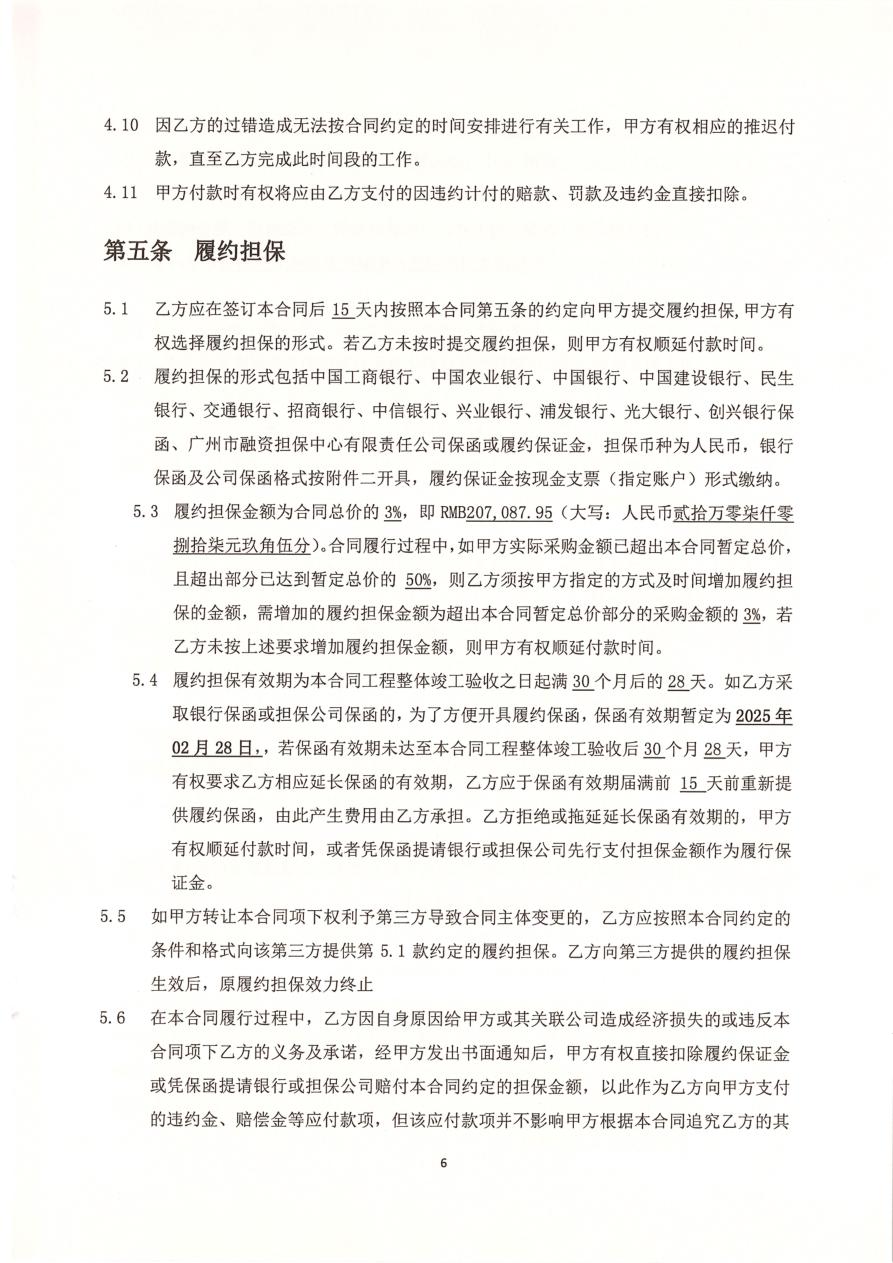 4.10 因乙方的过错造成无法按合同约定的时间安排进行有关工作，甲方有权相应的推迟付
款，直至乙方完成此时间段的工作。
4.11 甲方付款时有权将应由乙方支付的因违约计付的赔款、罚款及违约金直接扣除。
第五条 履约担保
5.1 乙方应在签订本合同后 15 天内按照本合同第五条的约定向甲方提交履约担保,甲方有
权选择履约担保的形式。若乙方未按时提交履约担保，则甲方有权顺延付款时间。
5.2 履约担保的形式包括中国工商银行、中国农业银行、中国银行、中国建设银行、民生
银行、交通银行、招商银行、中信银行、兴业银行、浦发银行、光大银行、创兴银行保
函、广州市融资担保中心有限责任公司保函或履约保证金，担保币种为人民币，银行
保函及公司保函格式按附件二开具，履约保证金按现金支票（指定账户）形式缴纳。
5.3 履约担保金额为合同总价的 3%，即 RMB207,087.95（大写：人民币贰拾万零柒仟零
捌拾柒元玖角伍分）。合同履行过程中，如甲方实际采购金额已超出本合同暂定总价，
且超出部分已达到暂定总价的 50%，则乙方须按甲方指定的方式及时间增加履约担
保的金额，需增加的履约担保金额为超出本合同暂定总价部分的采购金额的 3%，若
乙方未按上述要求增加履约担保金额，则甲方有权顺延付款时间。
5.4 履约担保有效期为本合同工程整体竣工验收之日起满 30 个月后的 28 天。如乙方采
取银行保函或担保公司保函的，为了方便开具履约保函，保函有效期暂定为 2025 年
02 月 28 日，，若保函有效期未达至本合同工程整体竣工验收后 30 个月 28 天，甲方
有权要求乙方相应延长保函的有效期，乙方应于保函有效期届满前 15 天前重新提
供履约保函，由此产生费用由乙方承担。乙方拒绝或拖延延长保函有效期的，甲方
有权顺延付款时间，或者凭保函提请银行或担保公司先行支付担保金额作为履行保
证金。
5.5 如甲方转让本合同项下权利予第三方导致合同主体变更的，乙方应按照本合同约定的
条件和格式向该第三方提供第 5.1 款约定的履约担保。乙方向第三方提供的履约担保
生效后，原履约担保效力终止
5.6 在本合同履行过程中，乙方因自身原因给甲方或其关联公司造成经济损失的或违反本
合同项下乙方的义务及承诺，经甲方发出书面通知后，甲方有权直接扣除履约保证金
或凭保函提请银行或担保公司赔付本合同约定的担保金额，以此作为乙方向甲方支付
的违约金、赔偿金等应付款项，但该应付款项并不影响甲方根据本合同追究乙方的其
6